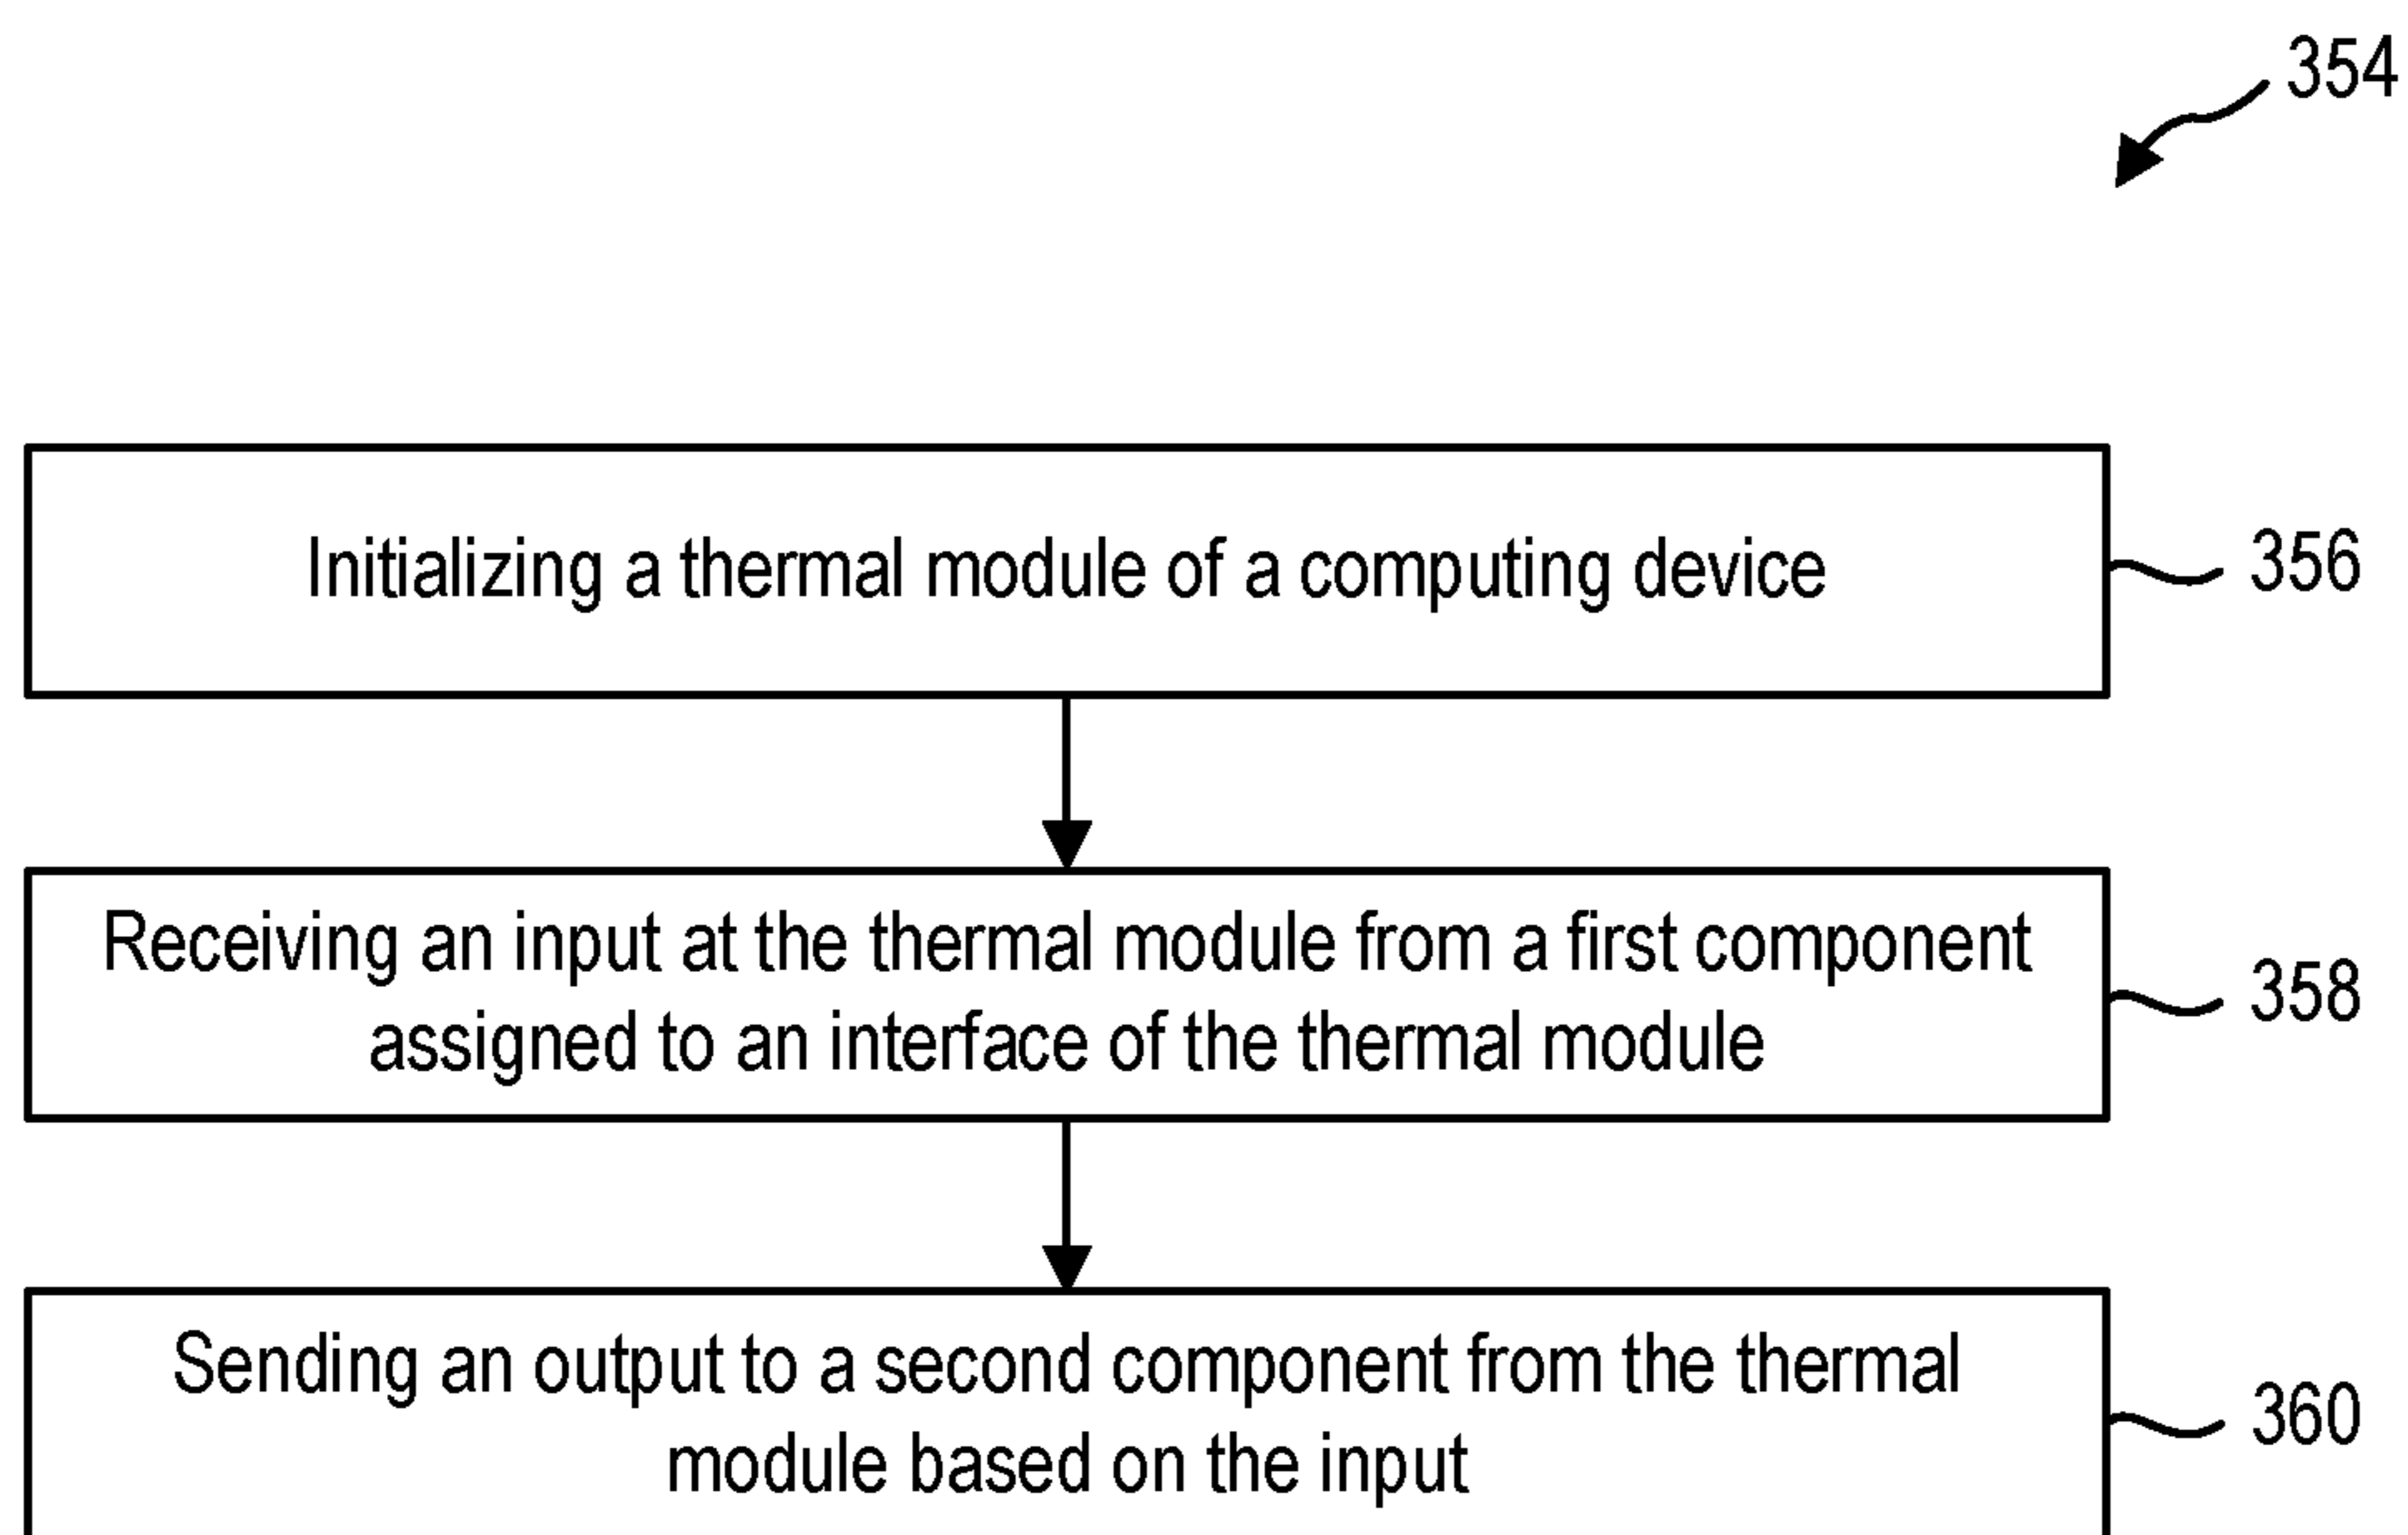 354
Initializing a thermal module of a computing device
356
Receiving an input at the thermal module from a first component
assigned to an interface of the thermal module
358
Sending an output to a second component from the thermal
module based on the input
360